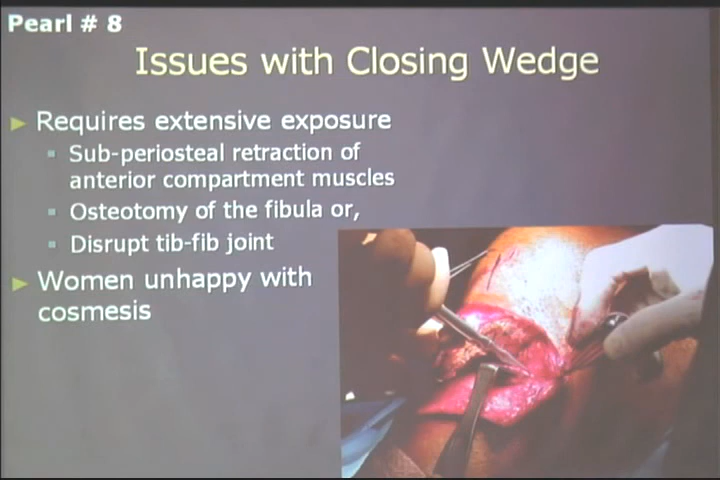 Pearl # 8
Issues with Closing Wedge
Requires extensive exposure
Sub-periosteal retraction of
anterior compartment muscles
Osteotomy of the fibula or,
Disrupt tib-fib joint
Women unhappy with
cosmesis